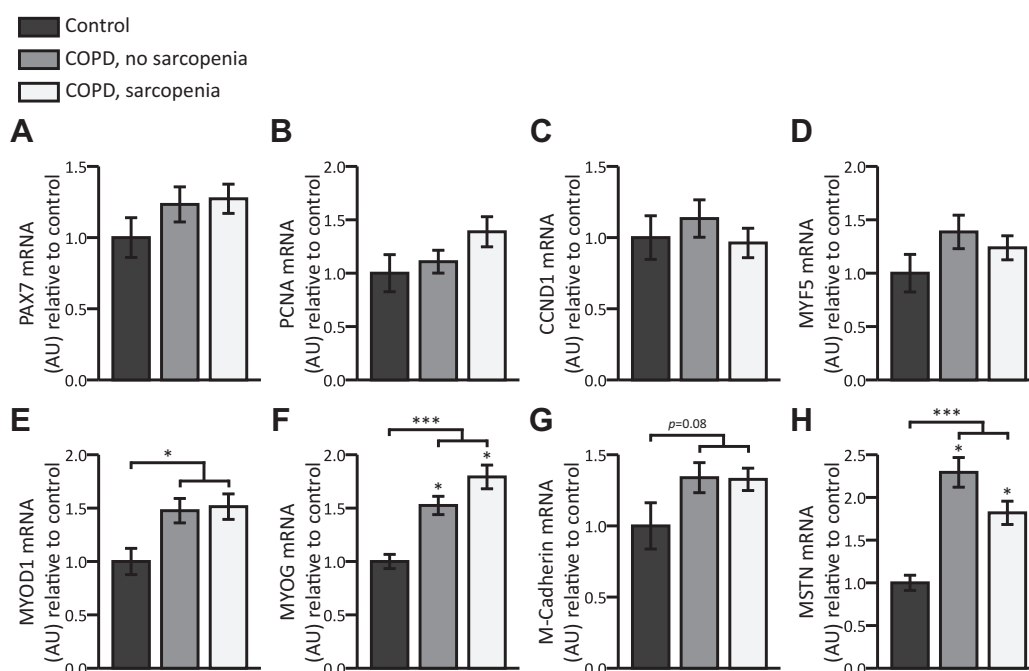 Control
COPD, no sarcopenia
COPD, sarcopenia
A
PAX7 mRNA
(AU) relative to control
1.5
1.0
0.5
0.0
B
PCNA mRNA
(AU) relative to control
2.0
1.5
1.0
0.5
0.0
C
CCND1 mRNA
(AU) relative to control
1.5
1.0
0.5
0.0
D
MYF5 mRNA
(AU) relative to control
2.0
1.5
1.0
0.5
0.0
E
MYOD1 mRNA
(AU) relative to control
2.0
1.5
1.0
0.5
0.0
*
F
MYOG mRNA
(AU) relative to control
2.0
1.5
1.0
0.5
0.0
***
*
*
G
M-Cadherin mRNA
(AU) relative to control
1.5
1.0
0.5
0.0
p=0.08
H
MSTN mRNA
(AU) relative to control
2.5
2.0
1.5
1.0
0.5
0.0
***
*
*